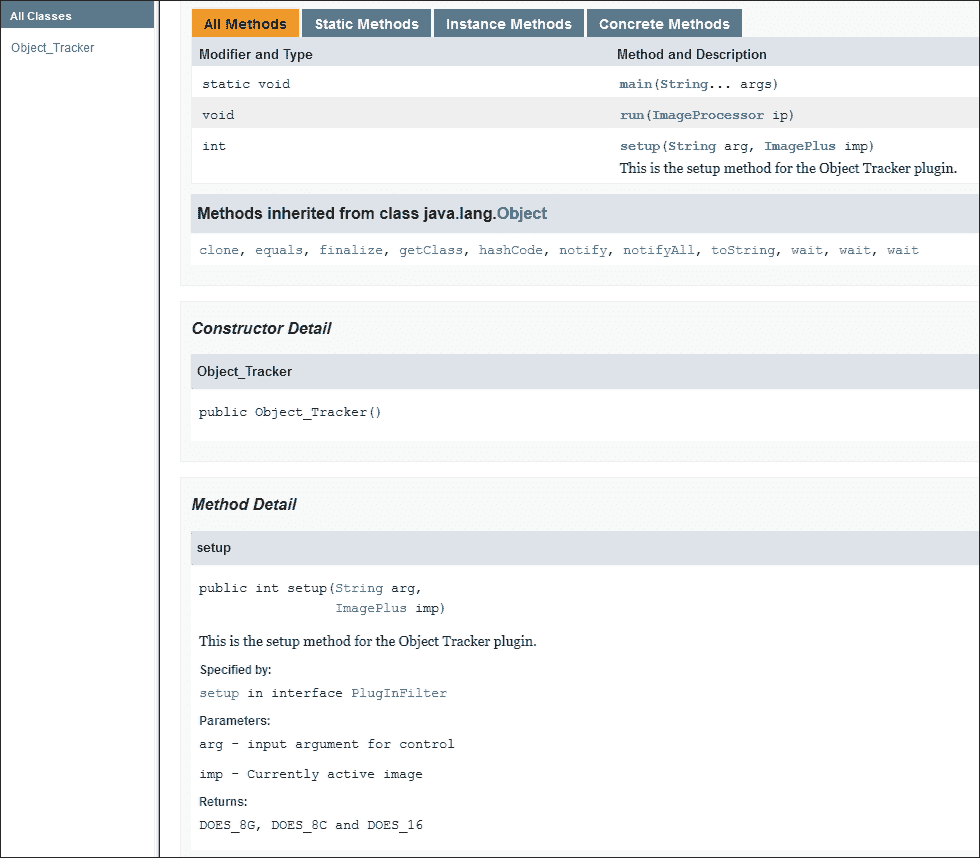 All Classes
Object_Tracker
All Methods Static Methods Instance Methods Concrete Methods
Modifier and Type Method and Description
static void main(String... args)
void run(ImageProcessor ip)
int setup(String arg, ImagePlus imp)
This is the setup method for the Object Tracker plugin.
Methods inherited from class java.lang.Object
clone, equals, finalize, getClass, hashCode, notify, notifyAll, toString, wait, wait, wait
Constructor Detail
Object_Tracker
public Object_Tracker()
Method Detail
setup
public int setup(String arg,
ImagePlus imp)
This is the setup method for the Object Tracker plugin.
Specified by:
setup in interface PlugInFilter
Parameters:
arg - input argument for control
imp - Currently active image
Returns:
DOES_8G, DOES_8C and DOES_16